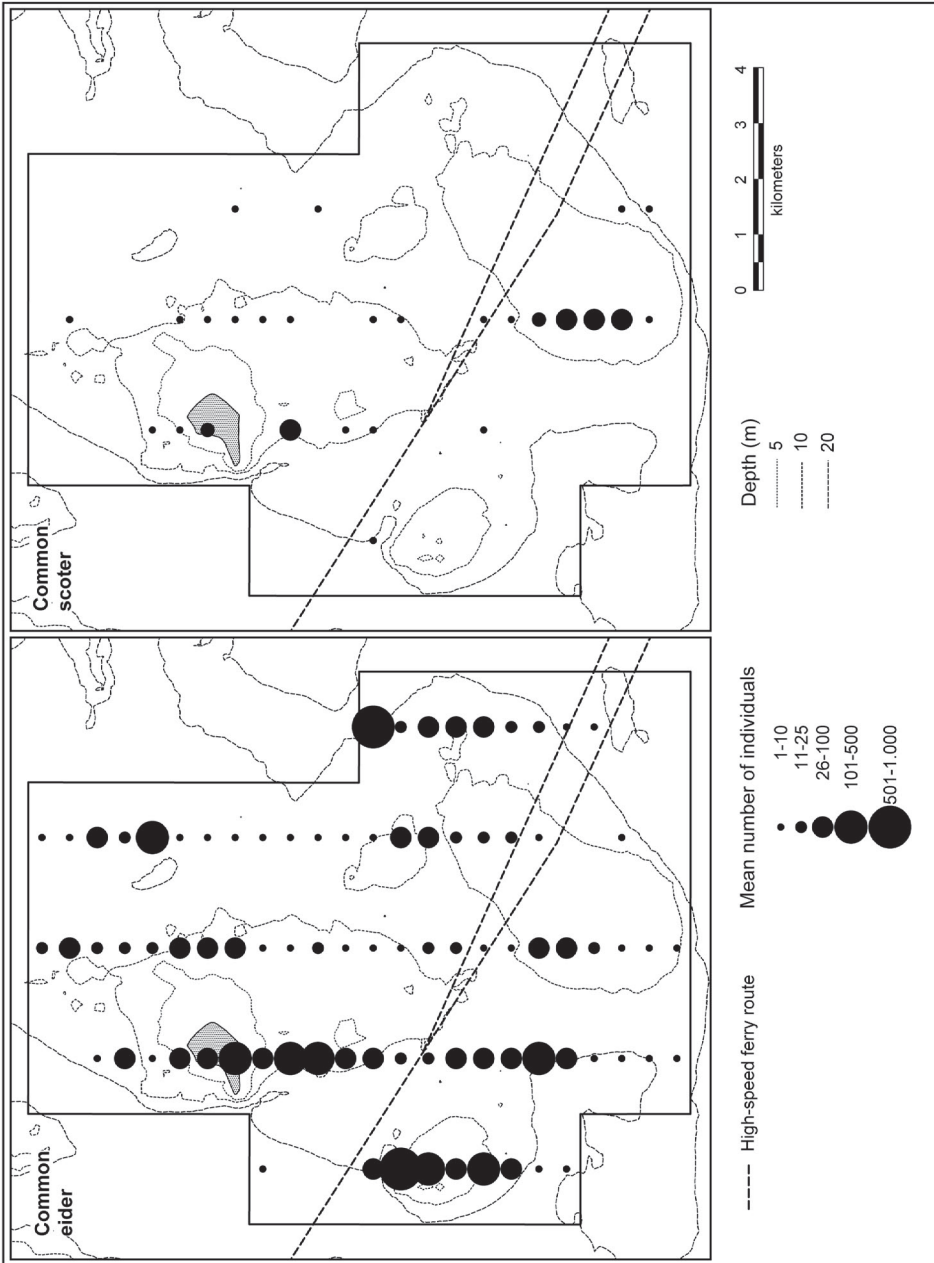 Common
eider
Common
scoter
High-speed ferry route
Mean number of individuals
1-10
11-25
26-100
101-500
501-1.000
Depth (m)
5
10
20
0 1 2 3 4
kilometers